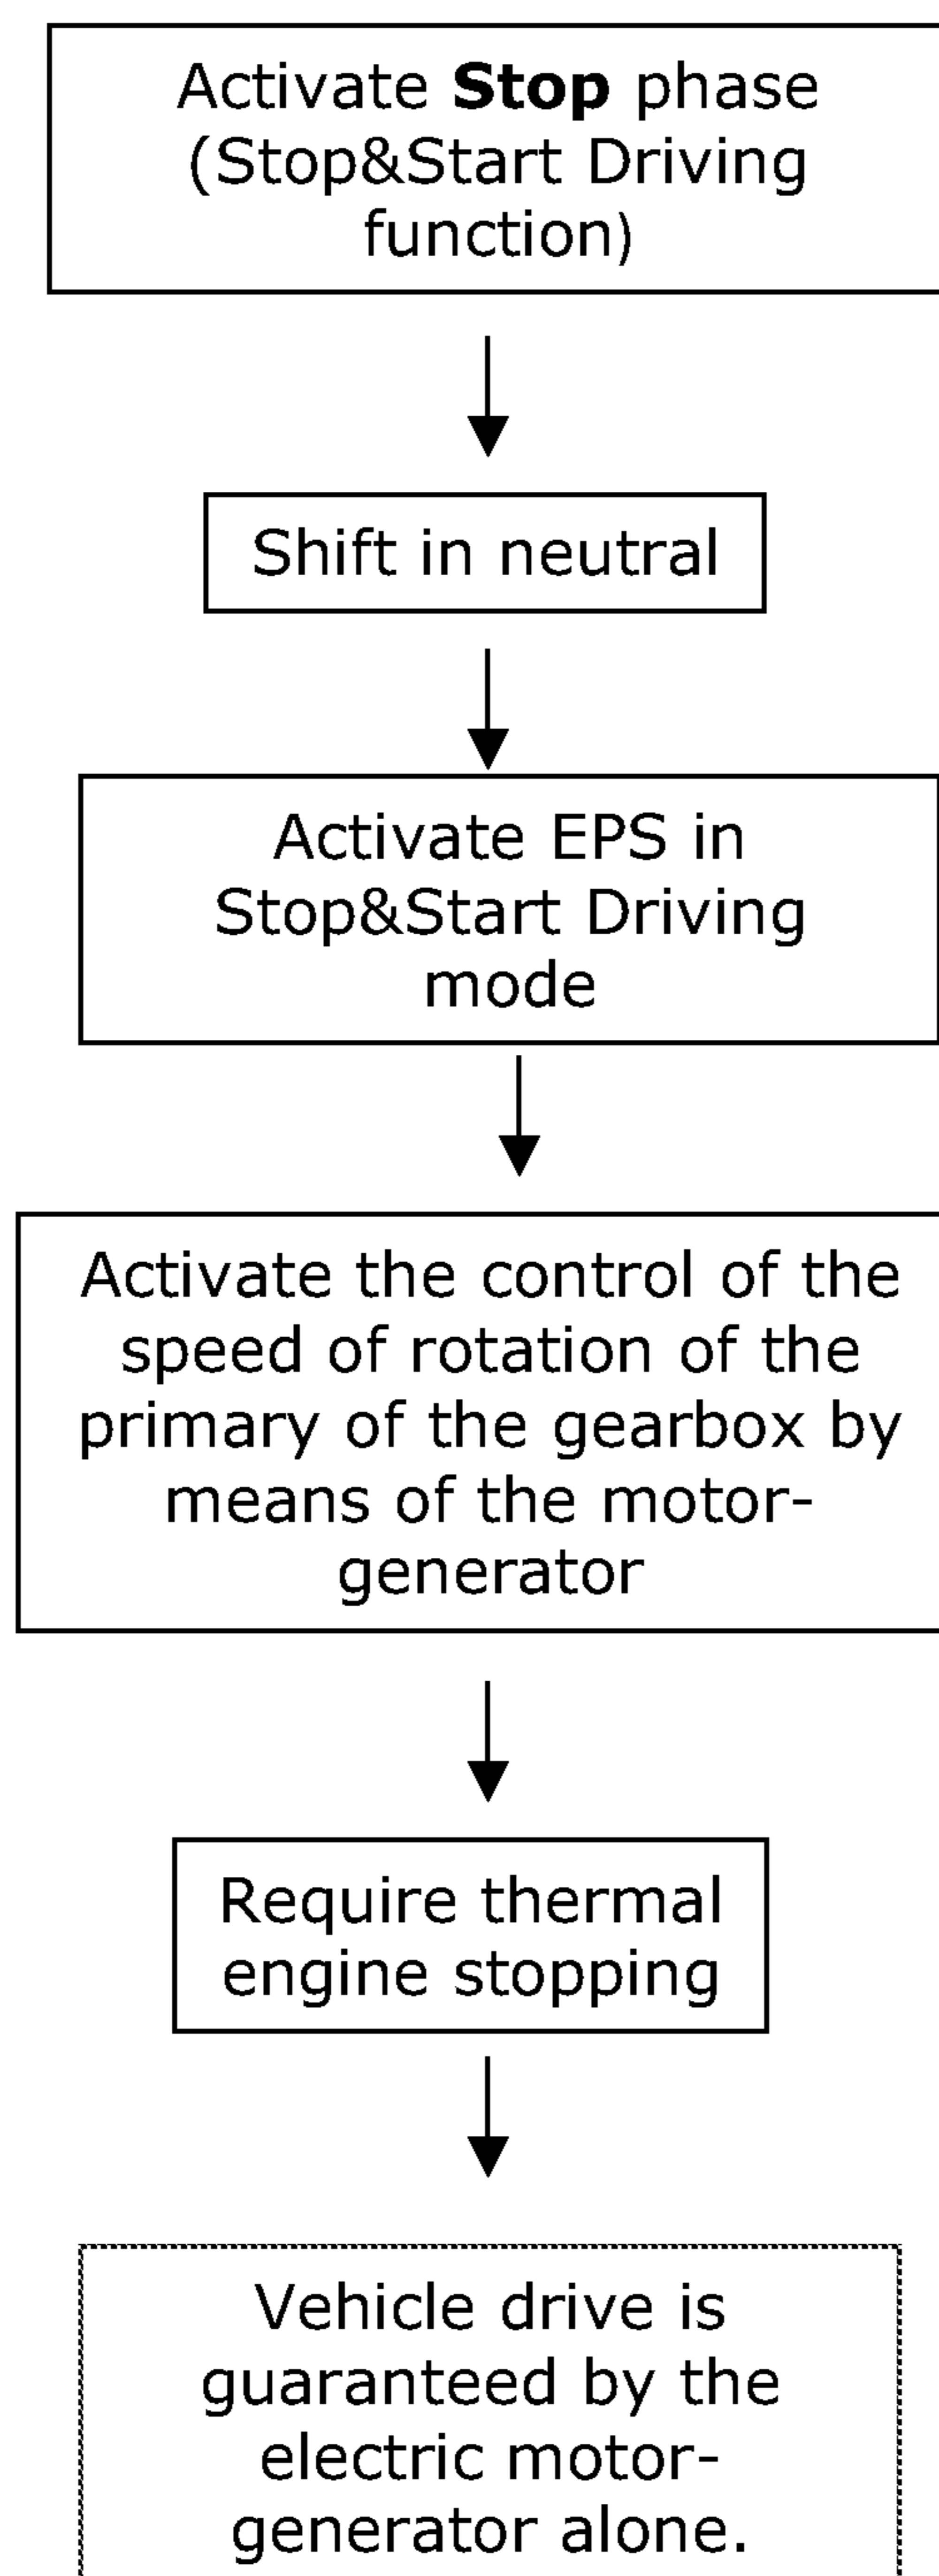 Activate Stop phase
(Stop&Start Driving
function)
Shift in neutral
Activate EPS in
Stop&Start Driving
mode
Activate the control of the
speed of rotation of the
primary of the gearbox by
means of the motor-
generator
Require thermal
engine stopping
Vehicle drive is
guaranteed by the
electric motor-
generator alone.